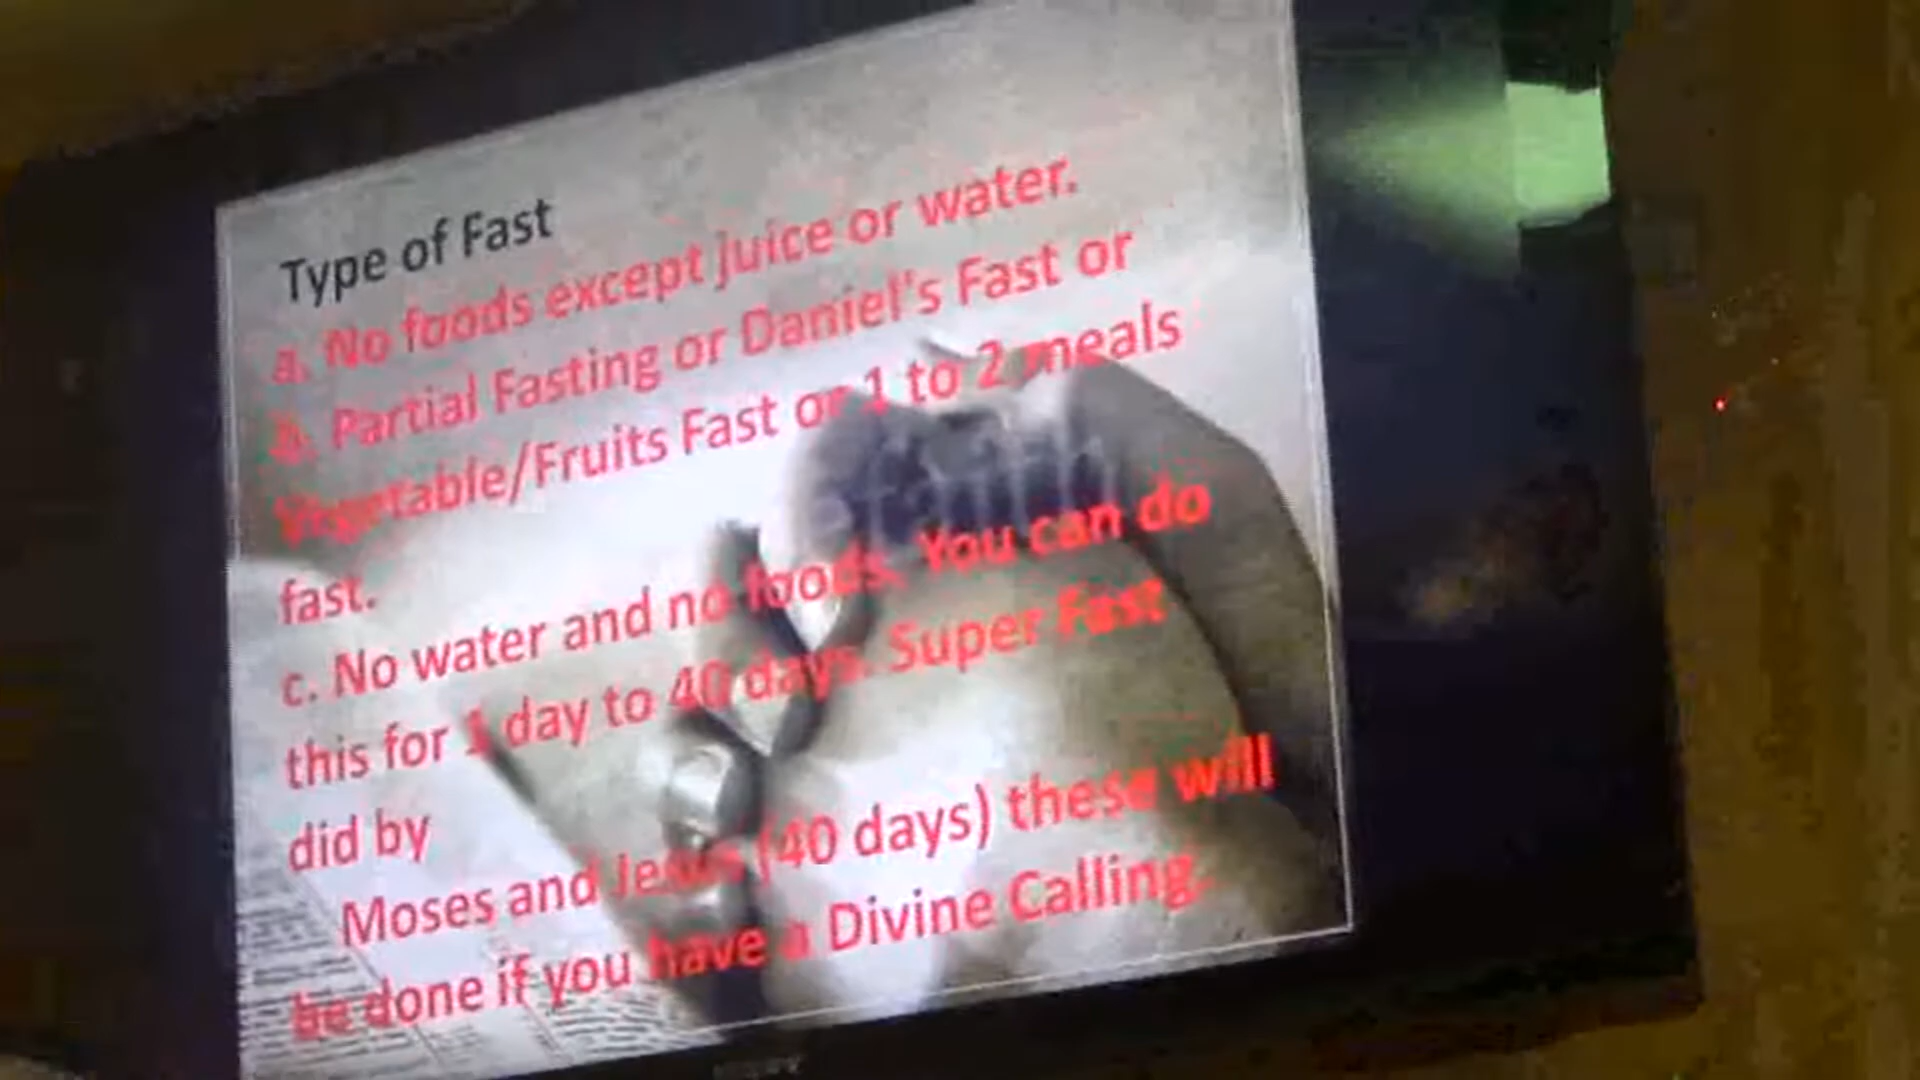 Type of Fast
a. No foods except juice or water.
b. Partial Fasting or Daniel's Fast or
Vegetable/Fruits Fast or 1 to 2 meals
fast.
c. No water and no foods. You can do
this for 1 day to 40 days. Super Fast
did by
Moses and Jesus (40 days) these will
be done if you have a Divine Calling.